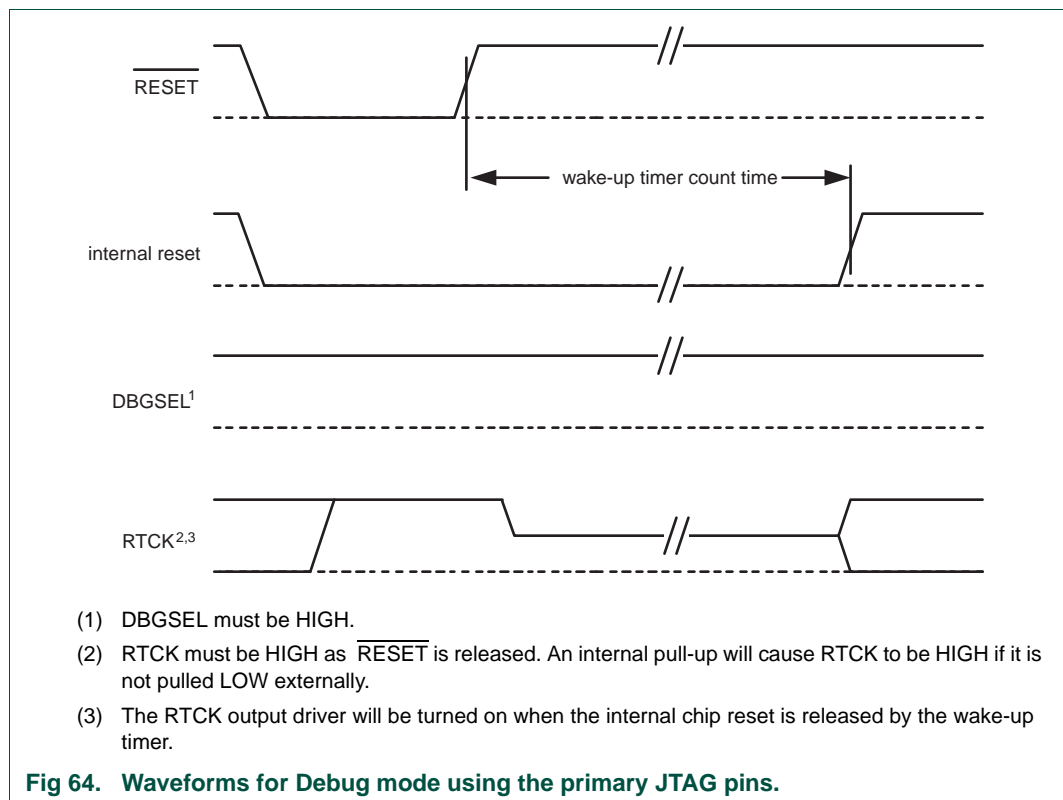 RESET
wake-up timer count time
internal reset
DBGSEL1
RTCK2,3
(1) DBGSEL must be HIGH.
(2) RTCK must be HIGH as RESET is released. An internal pull-up will cause RTCK to be HIGH if it is
not pulled LOW externally.
(3) The RTCK output driver will be turned on when the internal chip reset is released by the wake-up
timer.
Fig 64. Waveforms for Debug mode using the primary JTAG pins.